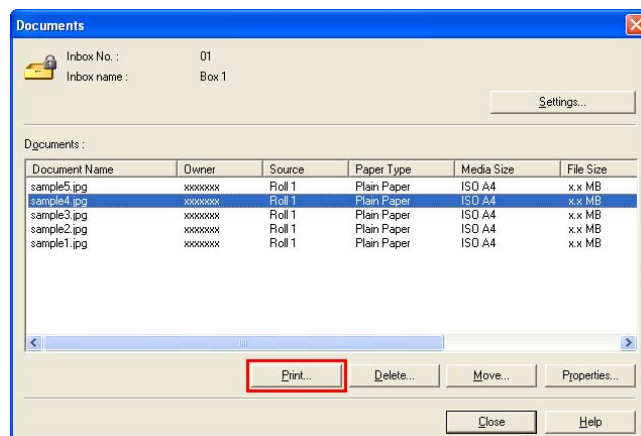 Documents
Inbox No. : 01
Inbox name : Box 1
Settings...
Documents :
Document Name Owner Source Paper Type Media Size File Size
sample5.jpg xxxxxxx Roll 1 Plain Paper ISO A4 x.x MB
sample4.jpg xxxxxxx Roll 1 Plain Paper ISO A4 x.x MB
sample3.jpg xxxxxxx Roll 1 Plain Paper ISO A4 x.x MB
sample2.jpg xxxxxxx Roll 1 Plain Paper ISO A4 x.x MB
sample1.jpg xxxxxxx Roll 1 Plain Paper ISO A4 x.x MB
Print... Delete... Move... Properties...
Close Help